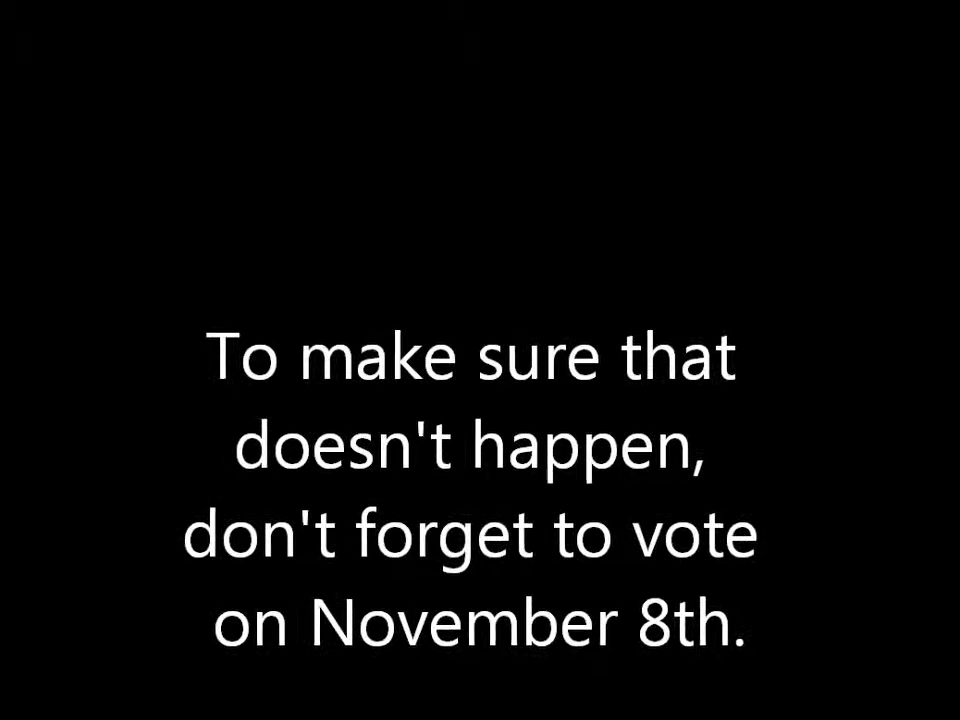 To make sure that
doesn't happen,
don't forget to vote
on November 8th.